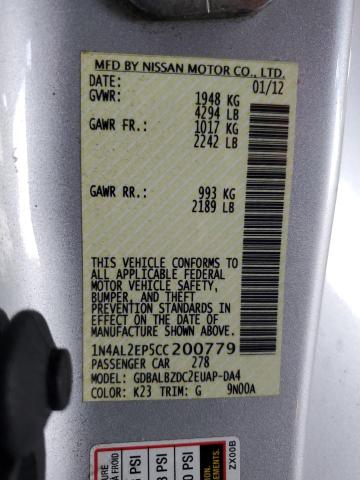 MFD BY NISSAN MOTOR CO., LTD.
DATE: 01/12
GVWR: 1948 KG
4294 LB
GAWR FR: 1017 KG
2242 LB
GAWR RR: 993 KG
2189 LB
THIS VEHICLE CONFORMS TO
ALL APPLICABLE FEDERAL
MOTOR VEHICLE SAFETY,
BUMPER, AND THEFT
PREVENTION STANDARDS IN
EFFECT ON THE DATE OF
MANUFACTURE SHOWN ABOVE.
1N4AL2EP5CC200779
PASSENGER CAR 278
MODEL: GDBALBZDC2EUAP-DA4
COLOR: K23 TRIM: G 9N00A
ZX00B
À FROID
PSI
PSI
PSI